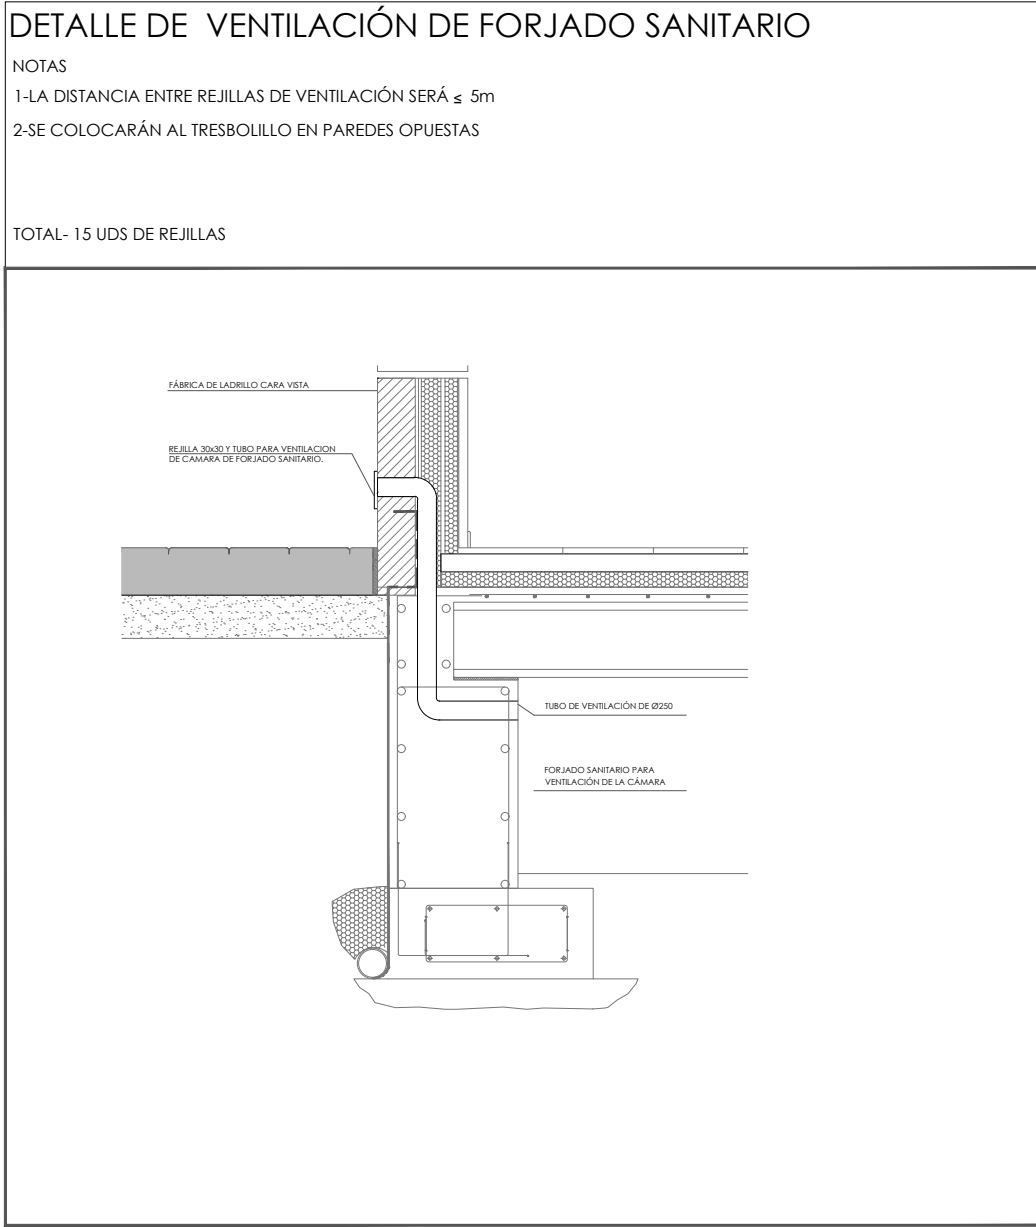 DETALLE DE VENTILACIÓN DE FORJADO SANITARIO
NOTAS
1-LA DISTANCIA ENTRE REJILLAS DE VENTILACIÓN SERÁ ≤ 5m
2-SE COLOCARÁN AL TRESBOLILLO EN PAREDES OPUESTAS
TOTAL- 15 UDS DE REJILLAS
FÁBRICA DE LADRILLO CARA VISTA
REJILLA 30x30 Y TUBO PARA VENTILACION
DE CAMARA DE FORJADO SANITARIO.
TUBO DE VENTILACIÓN DE Ø250
FORJADO SANITARIO PARA
VENTILACIÓN DE LA CÁMARA